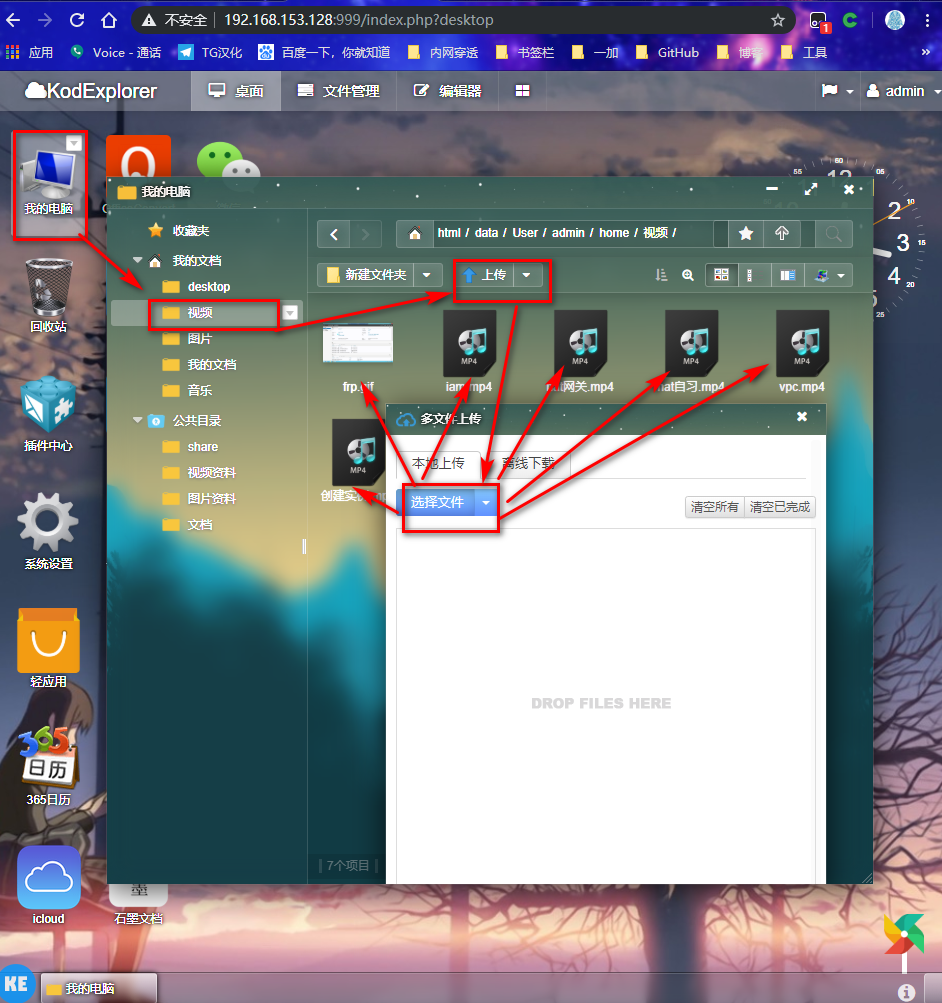 不安全 | 192.168.153.128:999/index.php?desktop
1
应用 Voice - 通话 TG汉化 百度一下，你就知道 内网穿透 书签栏 一加 GitHub 博客 工具 »
KodExplorer 桌面 文件管理 编辑器 admin
55 60 12 10 2 15 3 20 4 25
我的电脑
我的电脑
收藏夹
html / data / User / admin / home / 视频 /
我的文档
新建文件夹 上传
desktop
视频
图片
我的文档
音乐
公共目录
share
视频资料
图片资料
文档
回收站
插件中心
系统设置
轻应用
365
日历
365日历
icloud
石墨文档
MP4 MP4 MP4 MP4
frp.gif iam.mp4 网关.mp4 nat自习.mp4 vpc.mp4
MP4
多文件上传
本地上传 离线下载
选择文件 清空所有 清空已完成
DROP FILES HERE
7个项目
KE 我的电脑